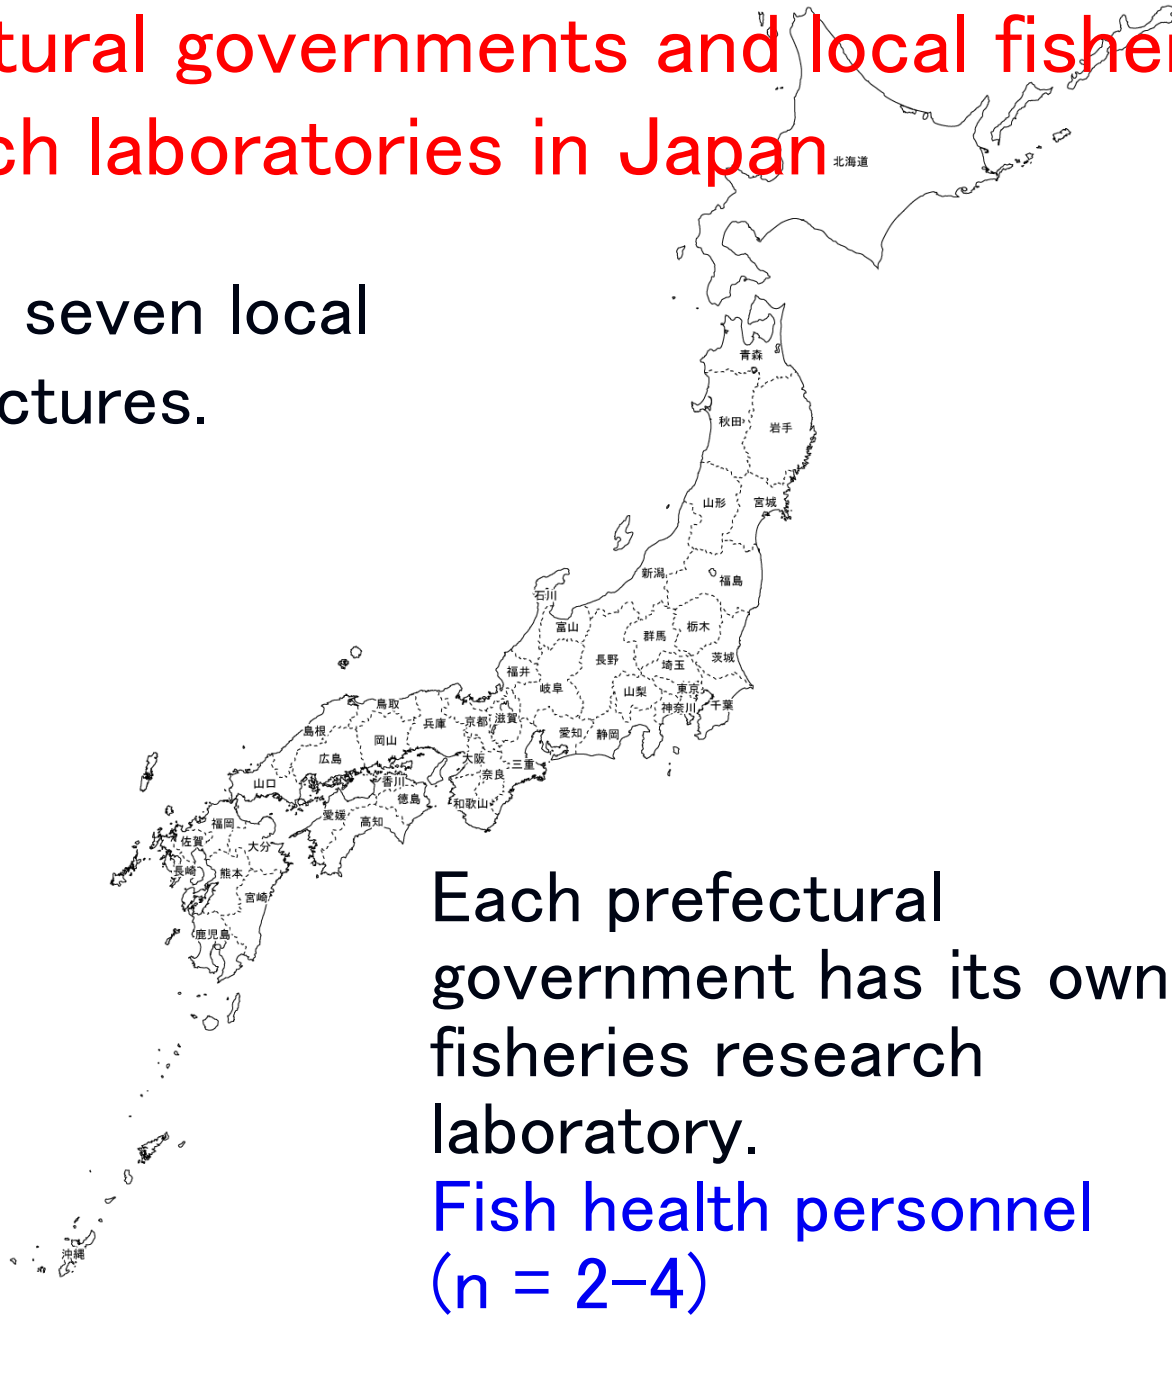 tural governments and local fisher
ch laboratories in Japan
seven local
ctures.
北海道
青森
秋田
岩手
山形
宮城
新潟
福島
石川
富山
群馬
栃木
長野
埼玉
茨城
福井
岐阜
山梨
東京
神奈川
千葉
鳥取
兵庫
京都
滋賀
島根
岡山
愛知
静岡
広島
大阪
三重
奈良
山口
香川
徳島
和歌山
愛媛
高知
福岡
佐賀
大分
長崎
熊本
宮崎
鹿児島
沖縄
Each prefectural
government has its own
fisheries research
laboratory.
Fish health personnel
(n = 2-4)